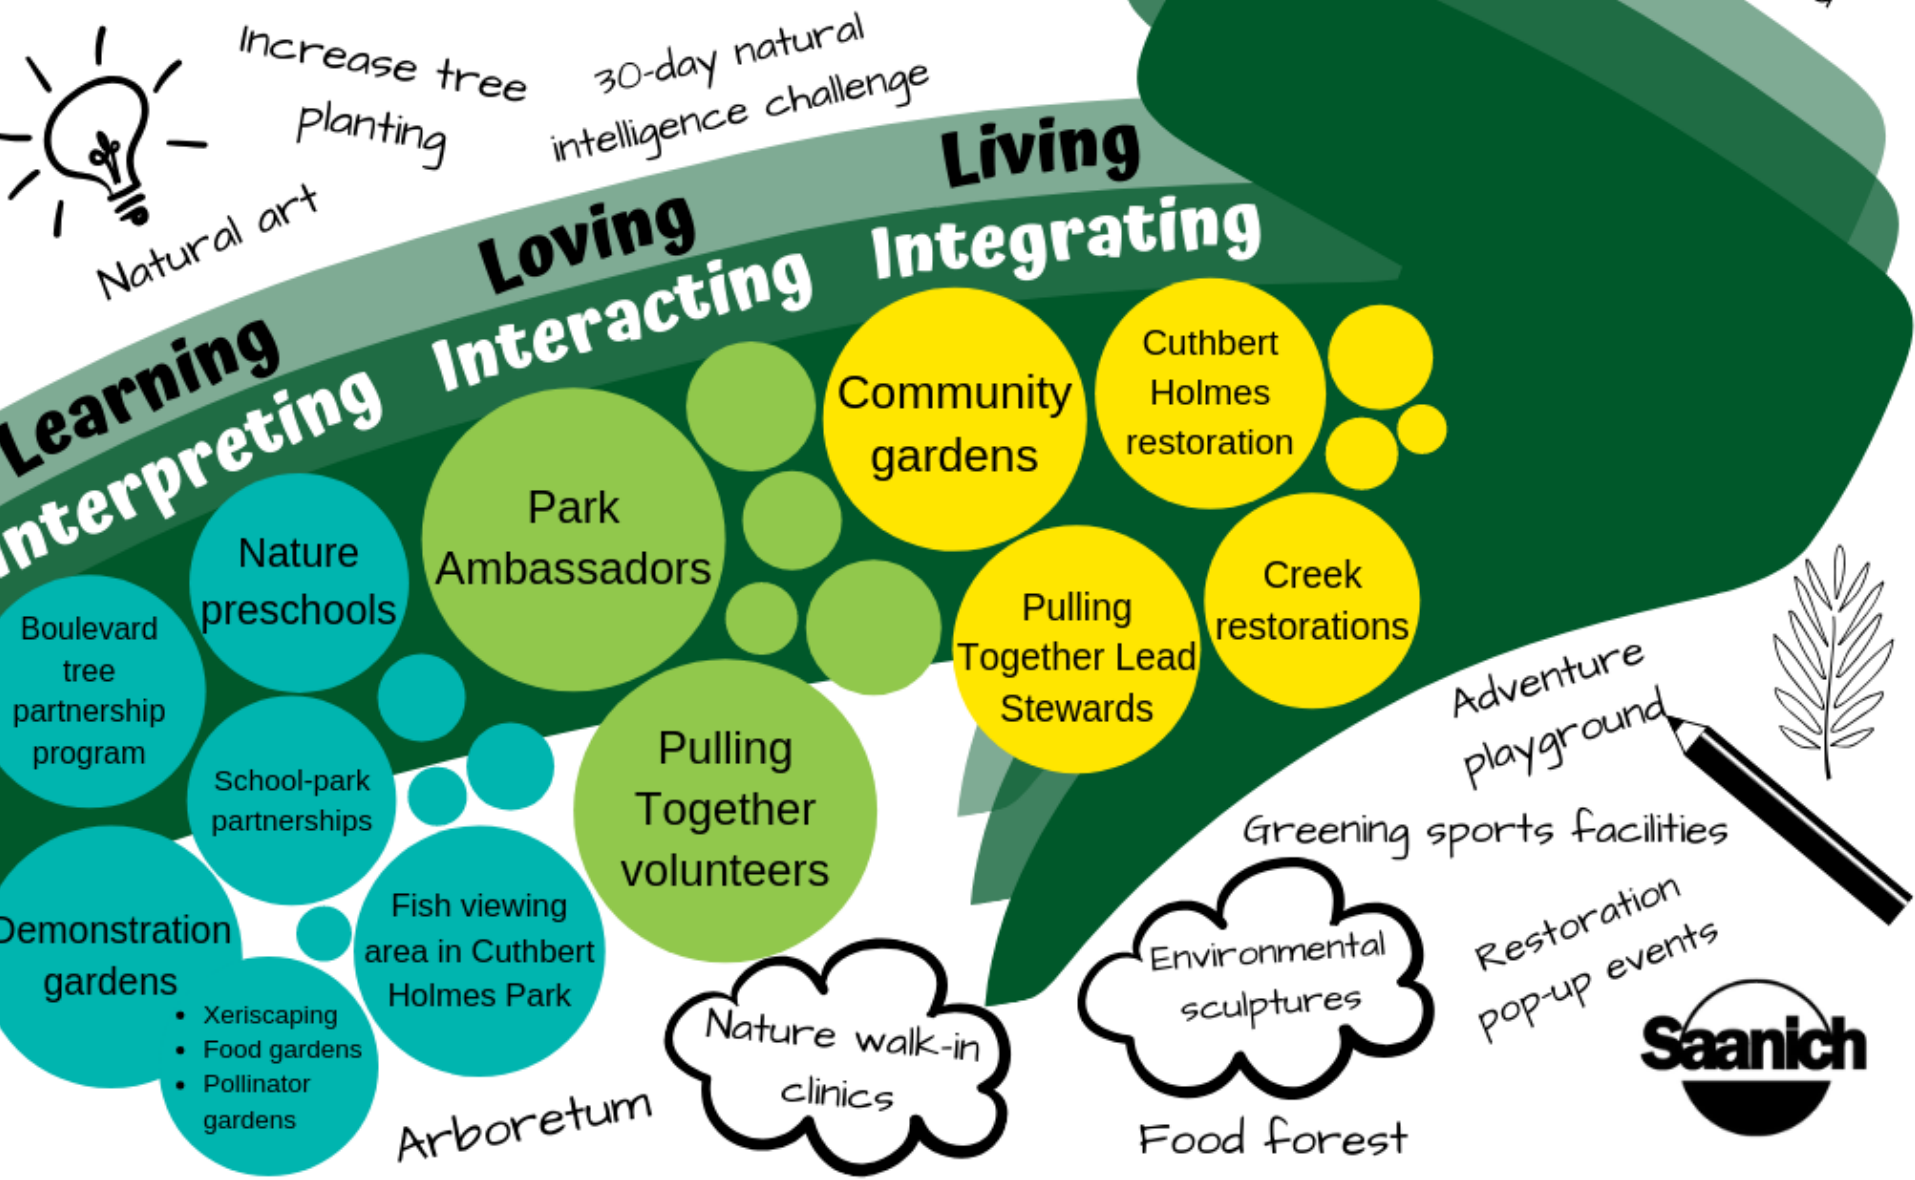 Increase tree
planting
30-day natural
intelligence challenge
Natural art
Learning
Loving
Living
Interpreting
Interacting
Integrating
Boulevard
tree
partnership
program
Nature
preschools
School-park
partnerships
Demonstration
gardens
• Xeriscaping
• Food gardens
• Pollinator
gardens
Fish viewing
area in Cuthbert
Holmes Park
Park
Ambassadors
Pulling
Together
volunteers
Community
gardens
Cuthbert
Holmes
restoration
Pulling
Together Lead
Stewards
Creek
restorations
Adventure
playground
Greening sports facilities
Environmental
sculptures
Restoration
pop-up events
Nature walk-in
clinics
Arboretum
Food forest
Saanich